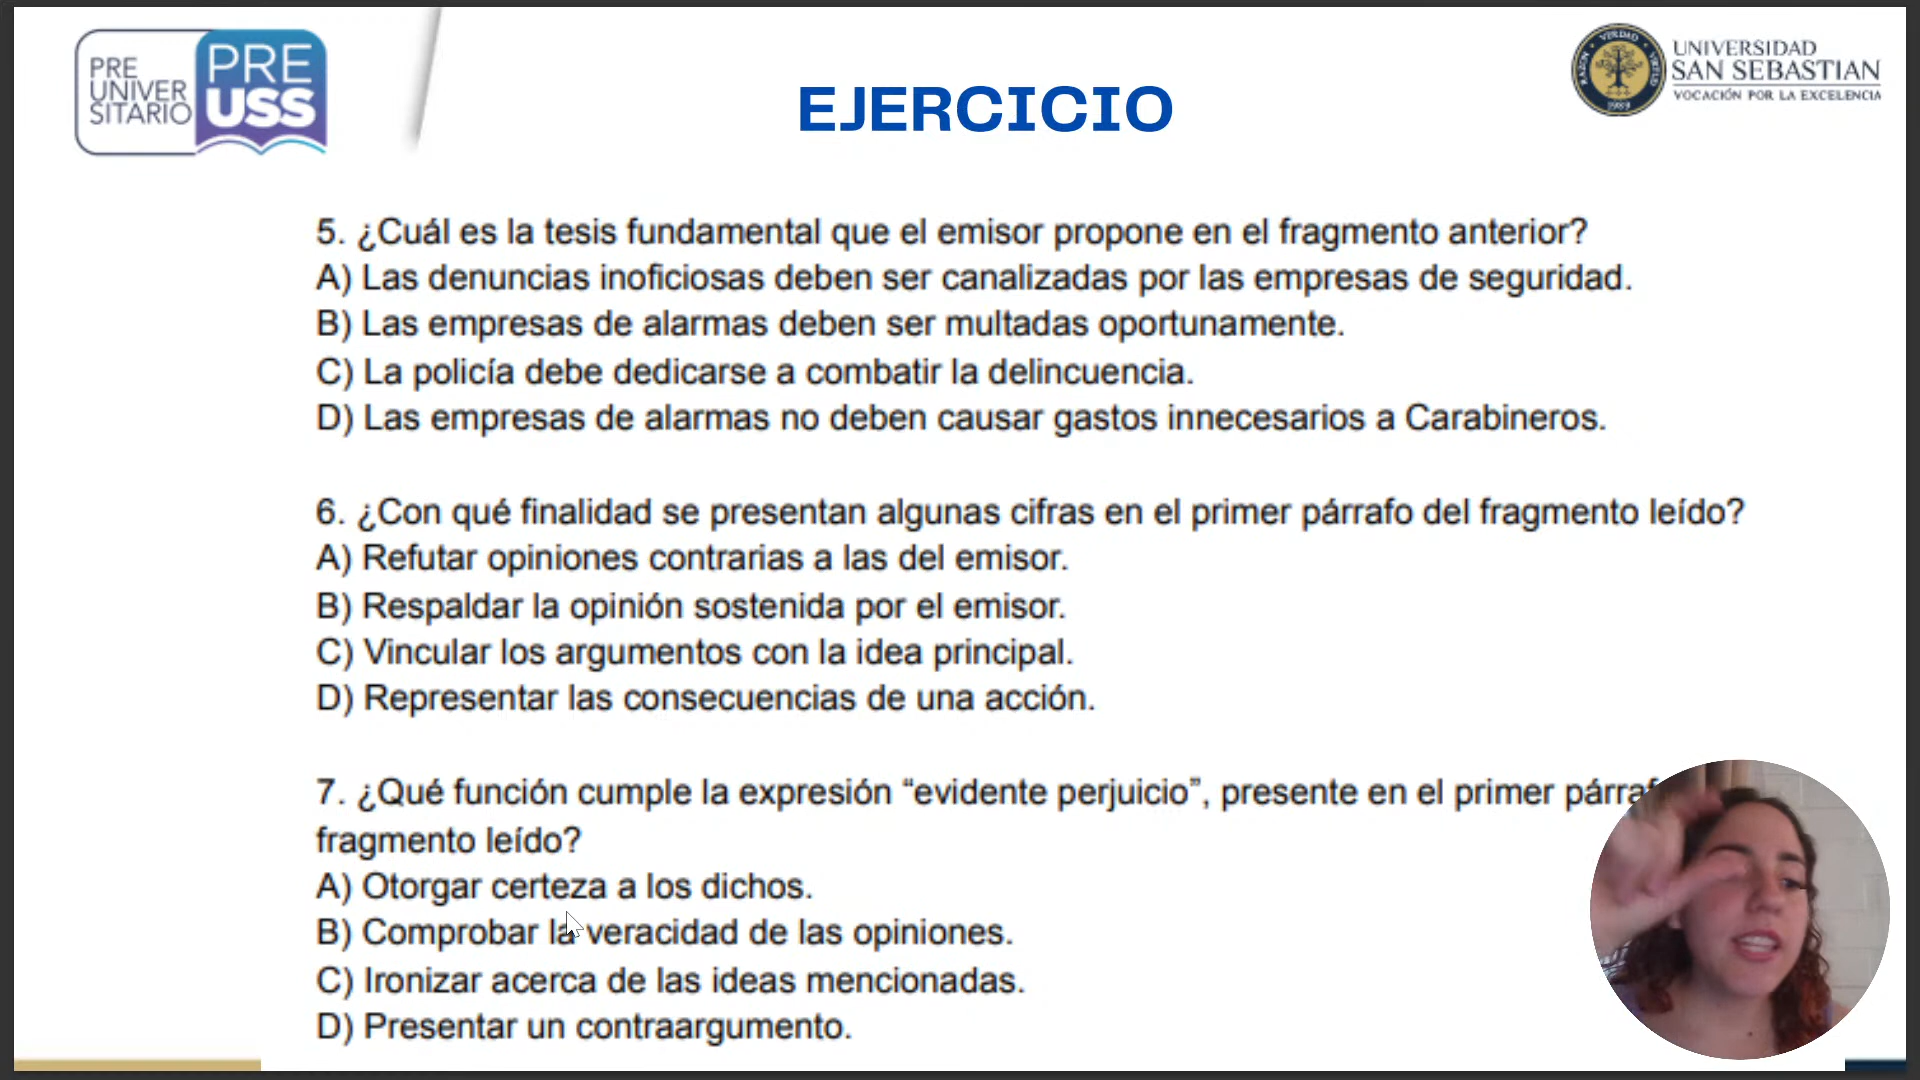 PRE
UNIVER
SITARIO
PRE
USS
EJERCICIO
VERDAD
UNIVERSIDAD
SAN SEBASTIAN
VOCACIÓN POR LA EXCELENCIA
5. ¿Cuál es la tesis fundamental que el emisor propone en el fragmento anterior?
A) Las denuncias inoficiosas deben ser canalizadas por las empresas de seguridad.
B) Las empresas de alarmas deben ser multadas oportunamente.
C) La policía debe dedicarse a combatir la delincuencia.
D) Las empresas de alarmas no deben causar gastos innecesarios a Carabineros.
6. ¿Con qué finalidad se presentan algunas cifras en el primer párrafo del fragmento leído?
A) Refutar opiniones contrarias a las del emisor.
B) Respaldar la opinión sostenida por el emisor.
C) Vincular los argumentos con la idea principal.
D) Representar las consecuencias de una acción.
7. ¿Qué función cumple la expresión “evidente perjuicio”, presente en el primer
fragmento leído?
A) Otorgar certeza a los dichos.
B) Comprobar la veracidad de las opiniones.
C) Ironizar acerca de las ideas mencionadas.
D) Presentar un contraargumento.